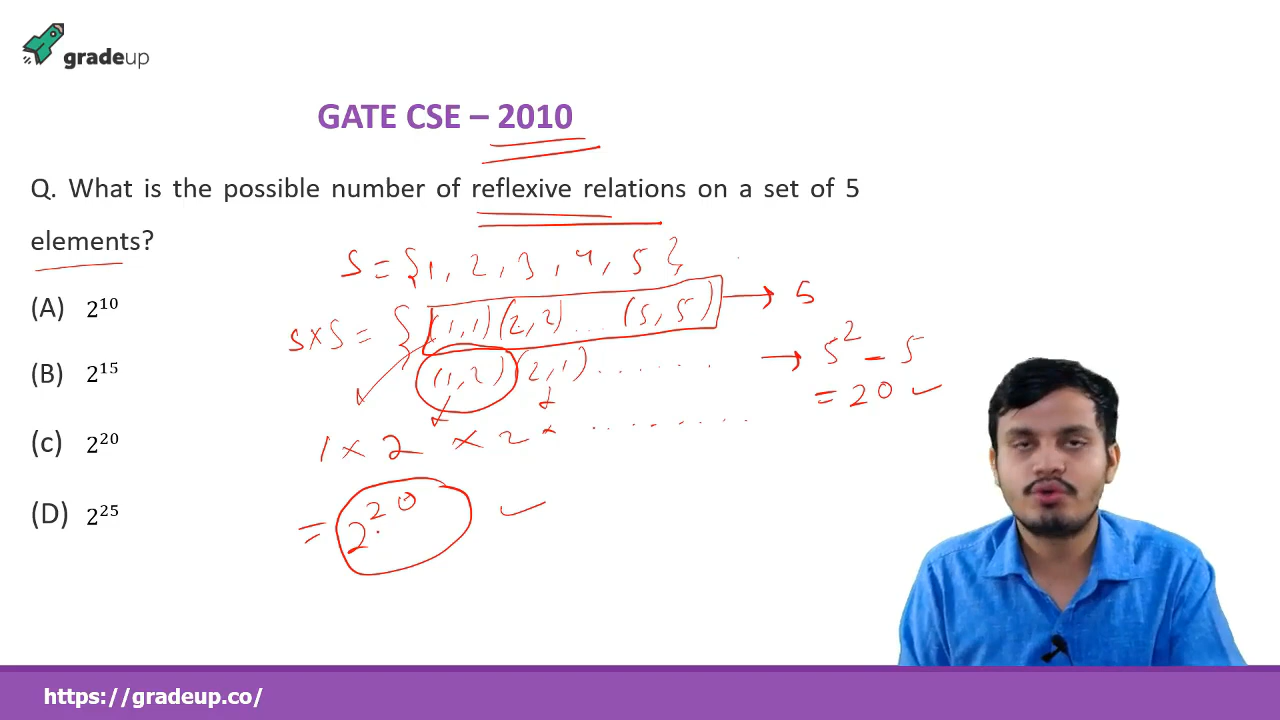 gradeup
GATE CSE – 2010
Q. What is the possible number of reflexive relations on a set of 5
elements?
S = {1, 2, 3, 4, 5},
(A) 2¹⁰
S×S = { (1,1) (2,2) ... (5,5) → 5
(1,2) (2,1) ....... → 5² – 5
= 20 ✓
(B) 2¹⁵
1 × 2 × 2 × ........
(c) 2²⁰
= 2²⁰ ✓
(D) 2²⁵
https://gradeup.co/